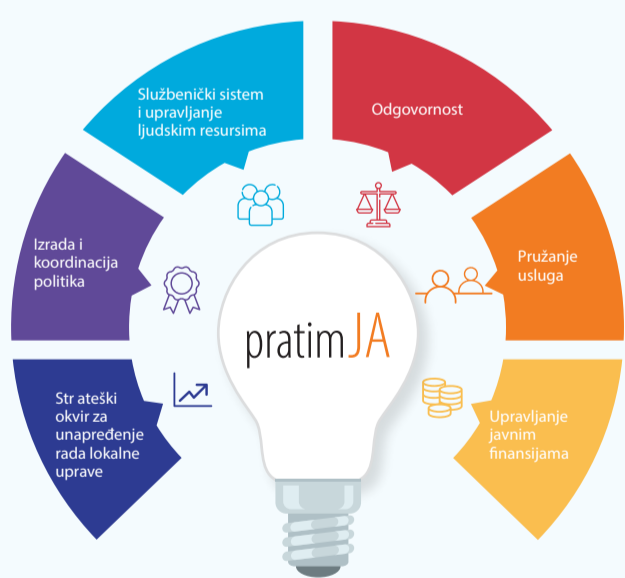 Službenički sistem
i upravljanje
ljudskim resursima
Odgovornost
Izrada i
koordinacija
politika
Pružanje
usluga
pratimJA
Str ateški
okvir za
unapređenje
rada lokalne
uprave
Upravljanje
javnim
finansijama